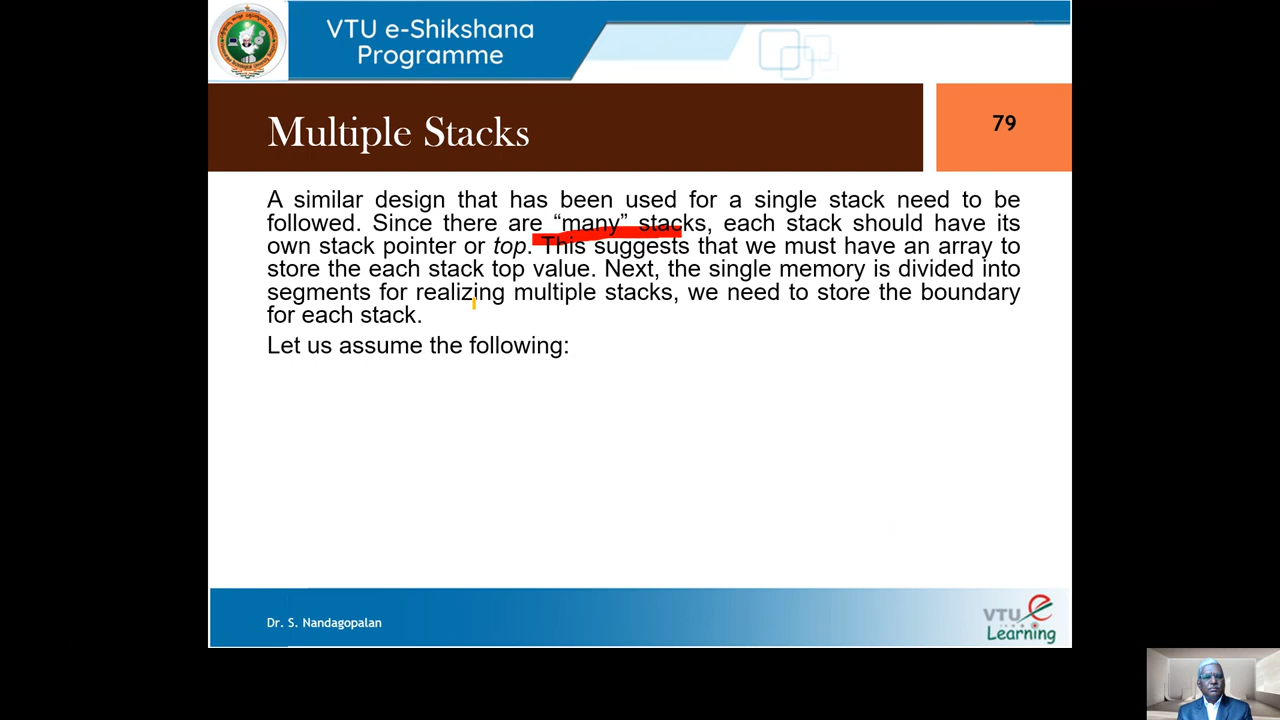 VTU e-Shikshana
Programme
Multiple Stacks
79
A similar design that has been used for a single stack need to be
followed. Since there are “many” stacks, each stack should have its
own stack pointer or top. This suggests that we must have an array to
store the each stack top value. Next, the single memory is divided into
segments for realizing multiple stacks, we need to store the boundary
for each stack.
Let us assume the following:
Dr. S. Nandagopalan
VTU e
Learning